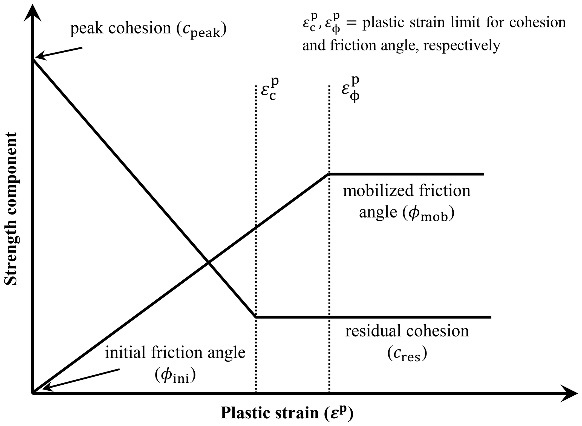 peak cohesion (c_peak)
ε_c^p, ε_ϕ^p = plastic strain limit for cohesion
and friction angle, respectively
ε_c^p
ε_ϕ^p
Strength component
mobilized friction
angle (ϕ_mob)
initial friction angle
(ϕ_ini)
residual cohesion
(c_res)
Plastic strain (ε^p)